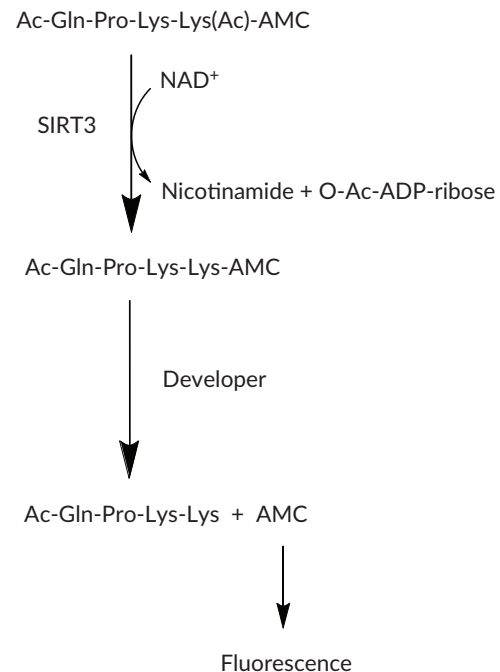 Ac-Gln-Pro-Lys-Lys(Ac)-AMC
NAD⁺
SIRT3
Nicotinamide + O-Ac-ADP-ribose
Ac-Gln-Pro-Lys-Lys-AMC
Developer
Ac-Gln-Pro-Lys-Lys + AMC
Fluorescence